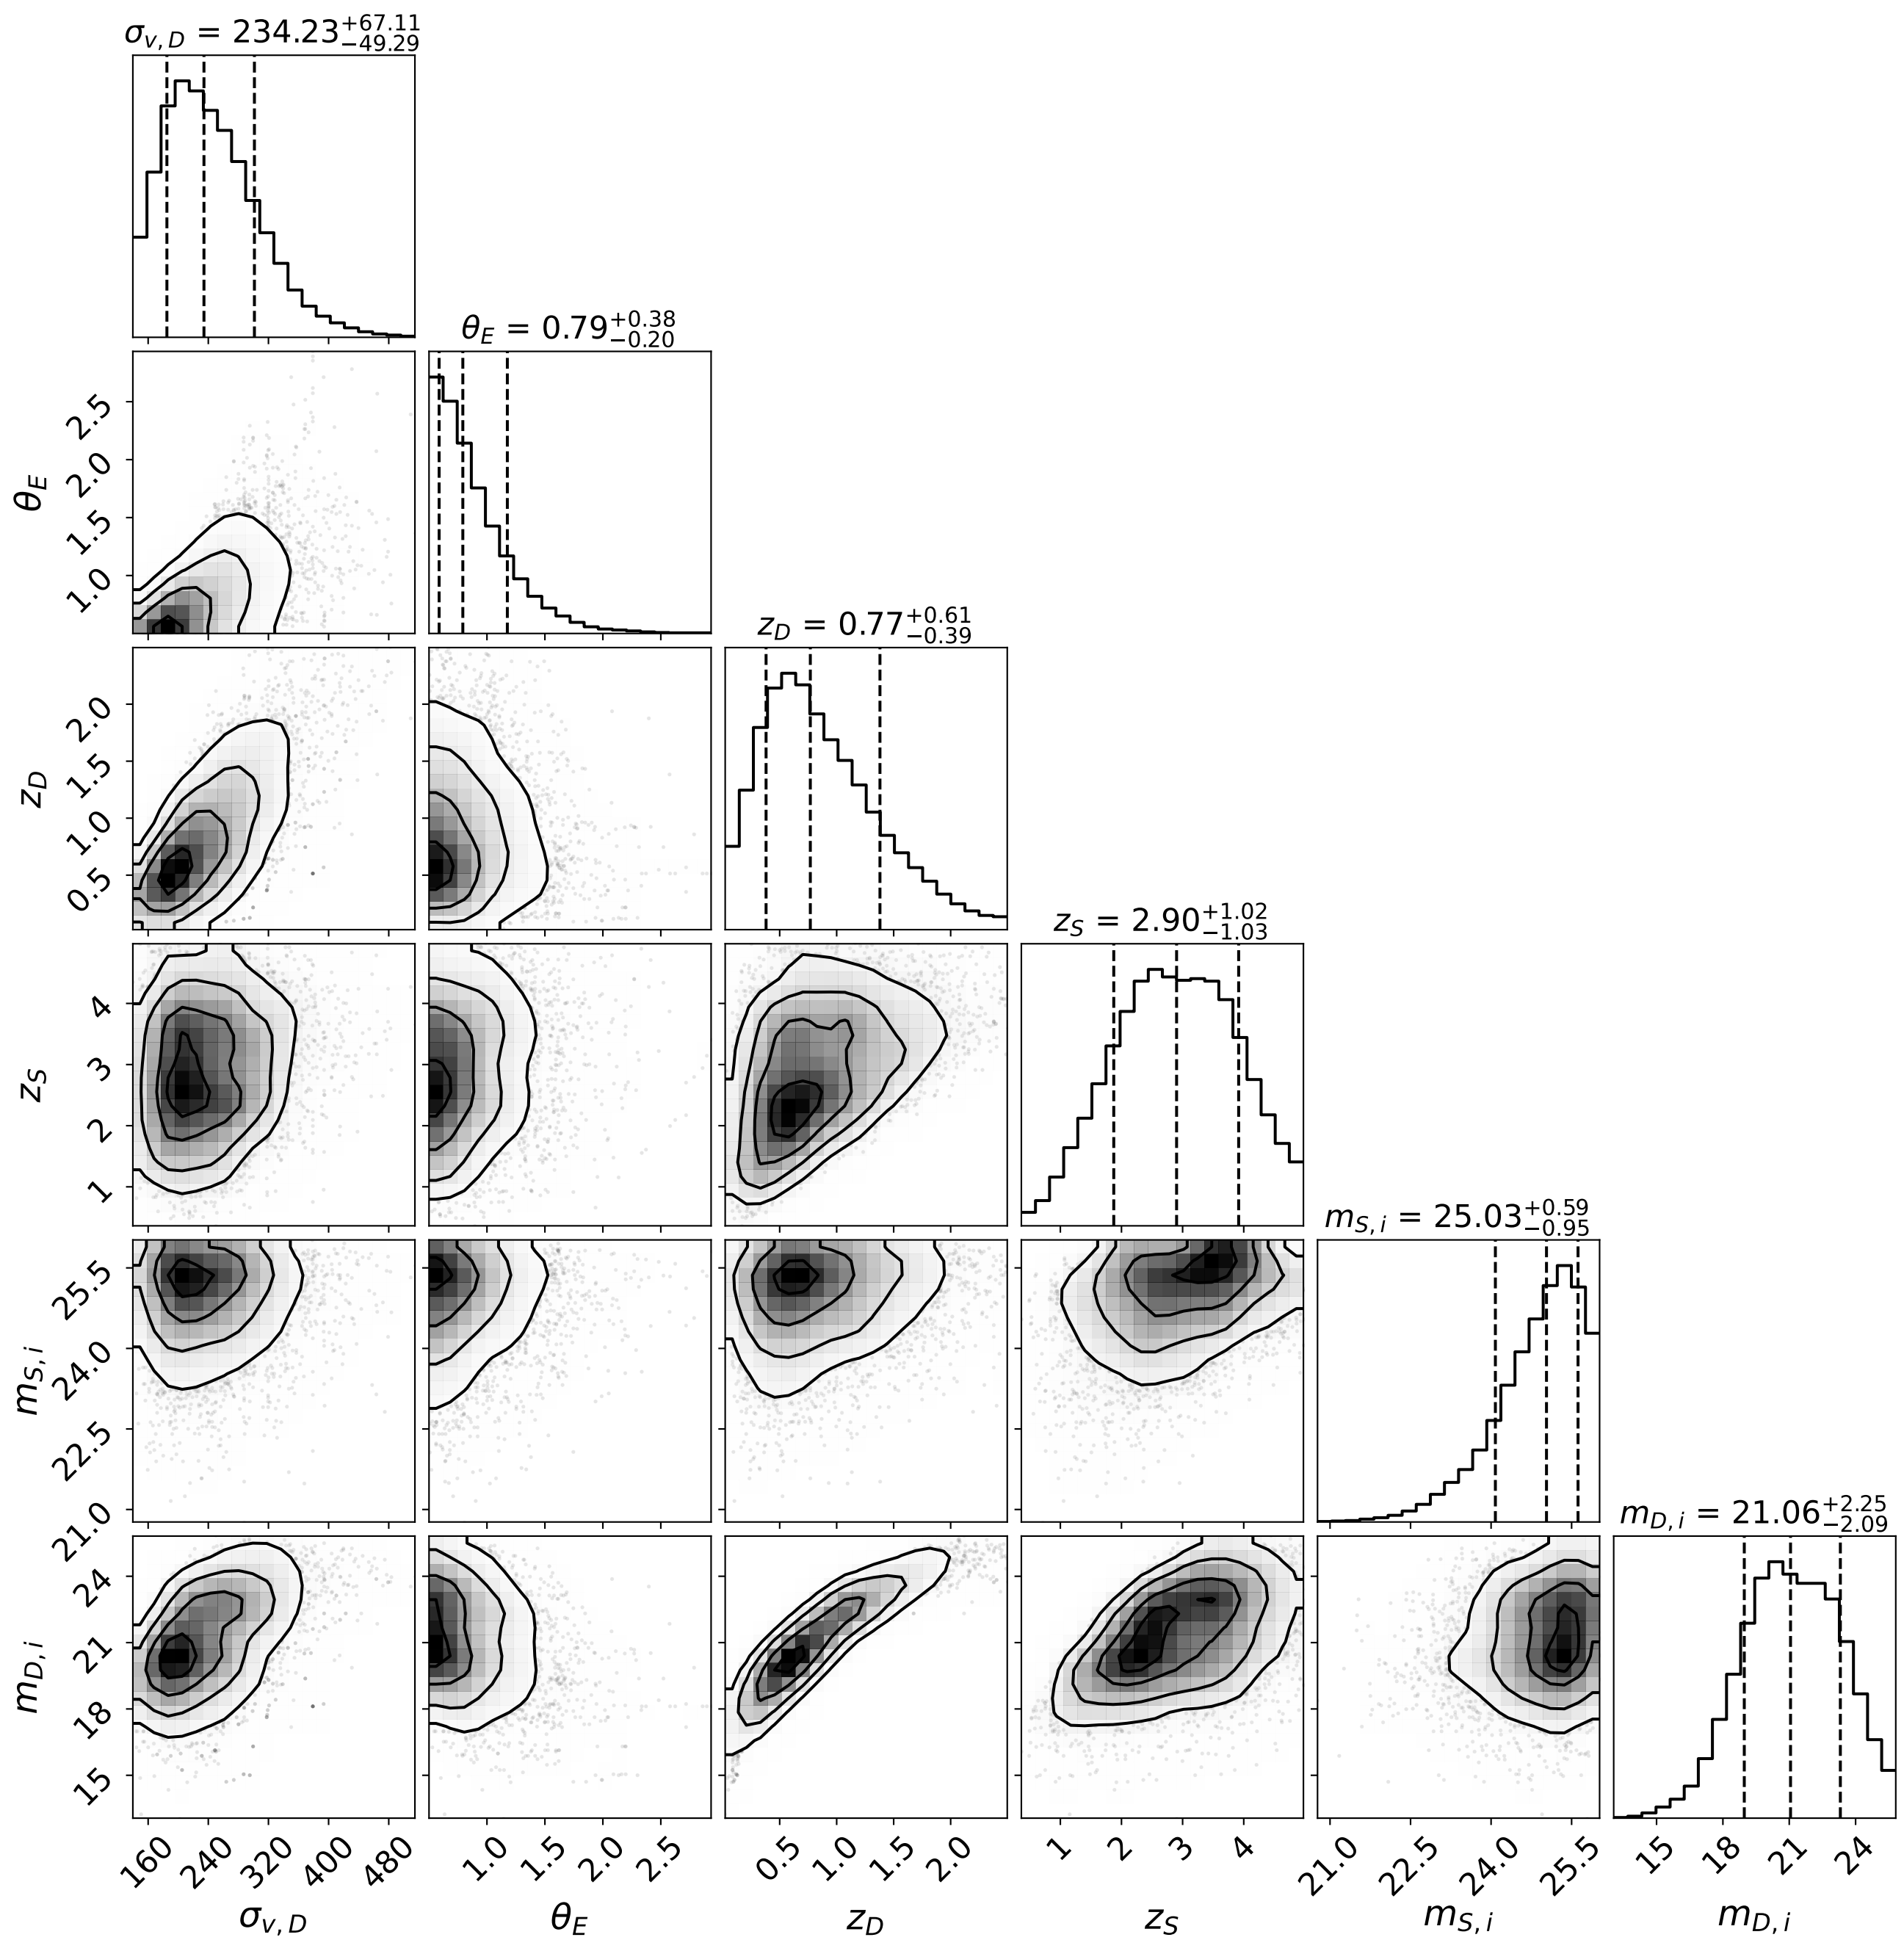 σ_{v,D} = 234.23^{+67.11}_{−49.29}
θ_E = 0.79^{+0.38}_{−0.20}
2.5
2.0
1.5
1.0
θ_E
z_D = 0.77^{+0.61}_{−0.39}
2.0
1.5
1.0
0.5
z_D
z_S = 2.90^{+1.02}_{−1.03}
4
3
2
1
z_S
m_{S,i} = 25.03^{+0.59}_{−0.95}
25.5
24.0
22.5
21.0
m_{S,i}
m_{D,i} = 21.06^{+2.25}_{−2.09}
24
21
18
15
m_{D,i}
160 240 320 400 480 1.0 1.5 2.0 2.5 0.5 1.0 1.5 2.0 1 2 3 4 21.0 22.5 24.0 25.5 15 18 21 24
σ_{v,D} θ_E z_D z_S m_{S,i} m_{D,i}